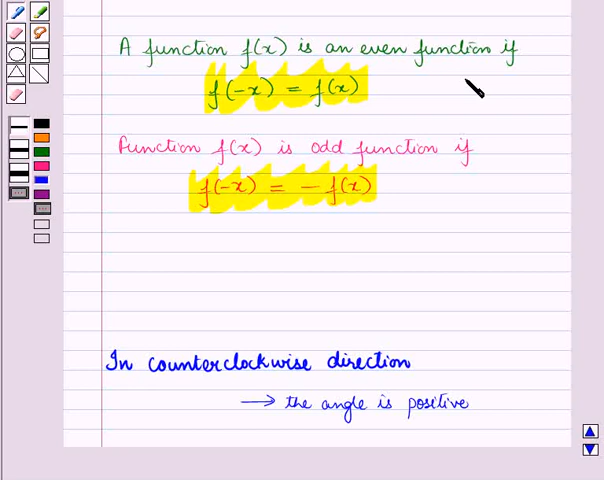 A function f(x) is an even function if
f(-x) = f(x)
Function f(x) is odd function if
f(-x) = - f(x)
In counterclockwise direction
→ the angle is positive